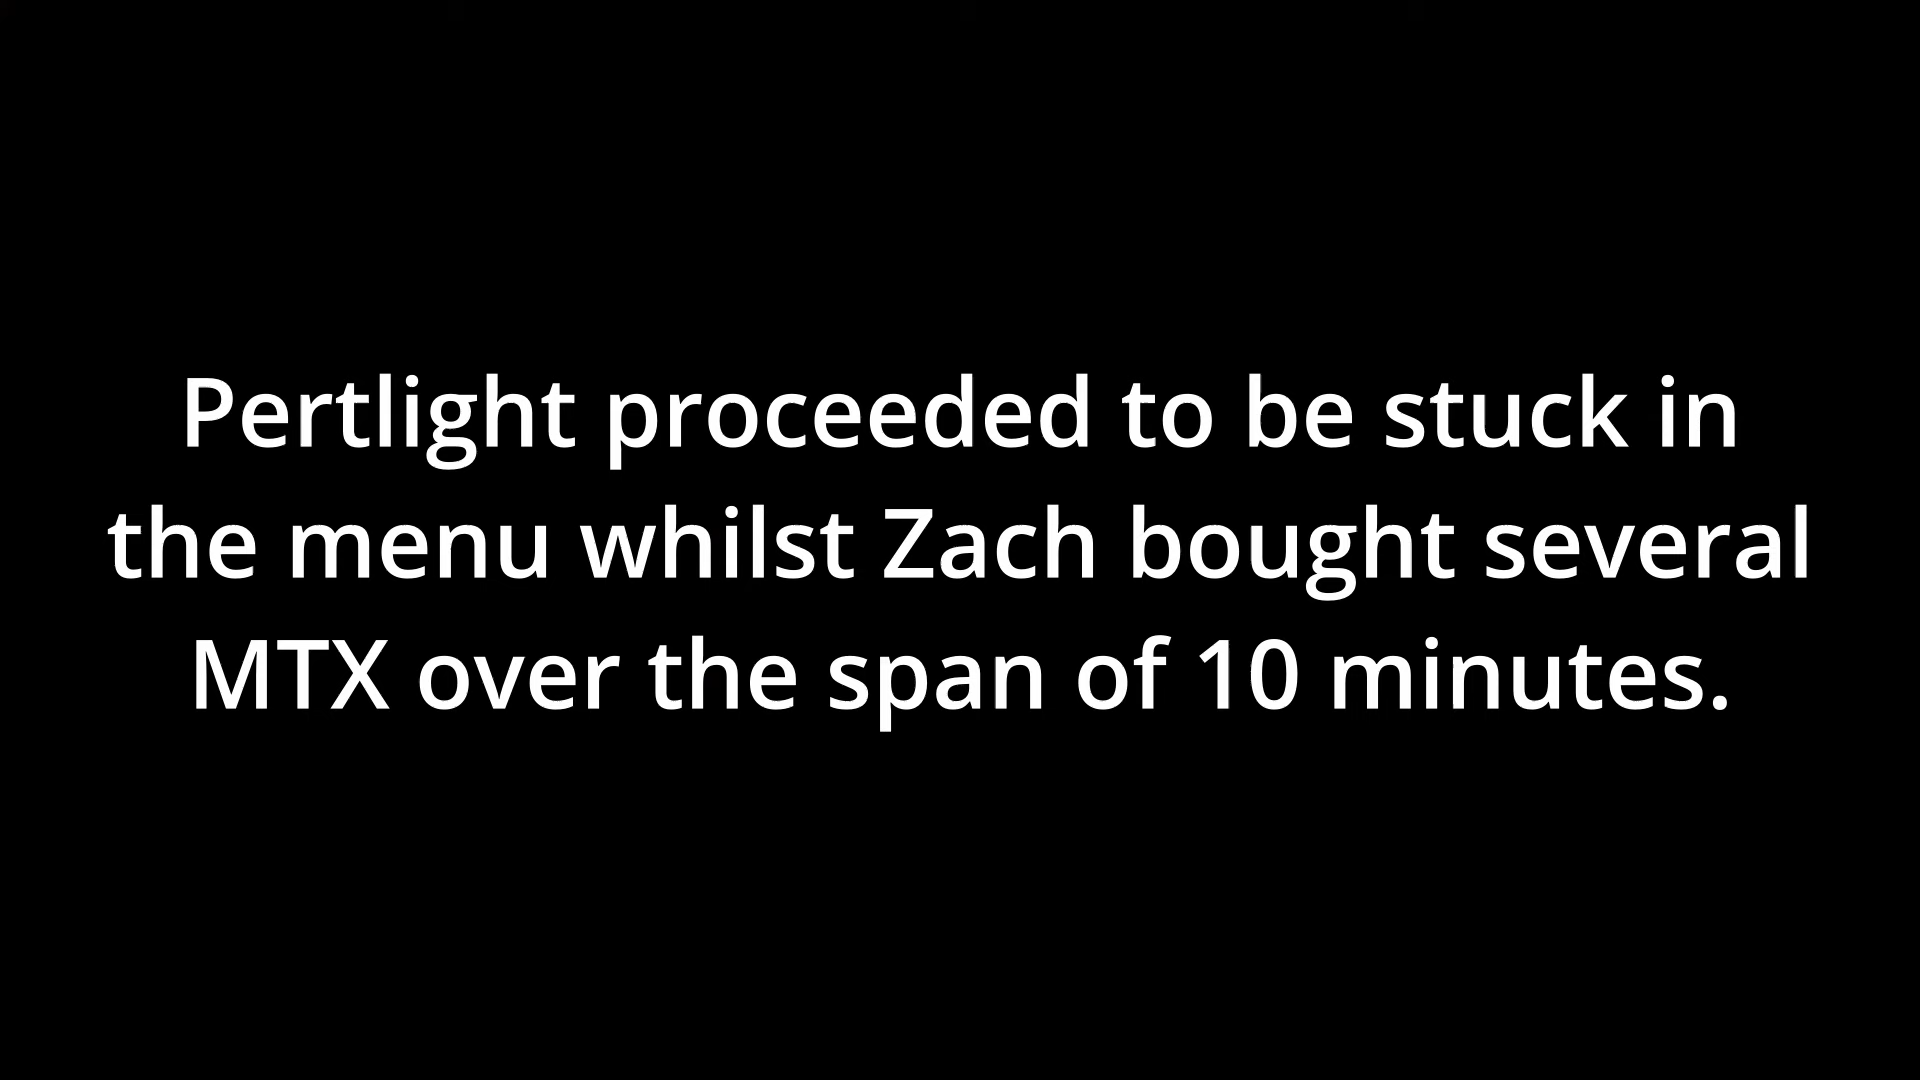 Pertlight proceeded to be stuck in
the menu whilst Zach bought several
MTX over the span of 10 minutes.